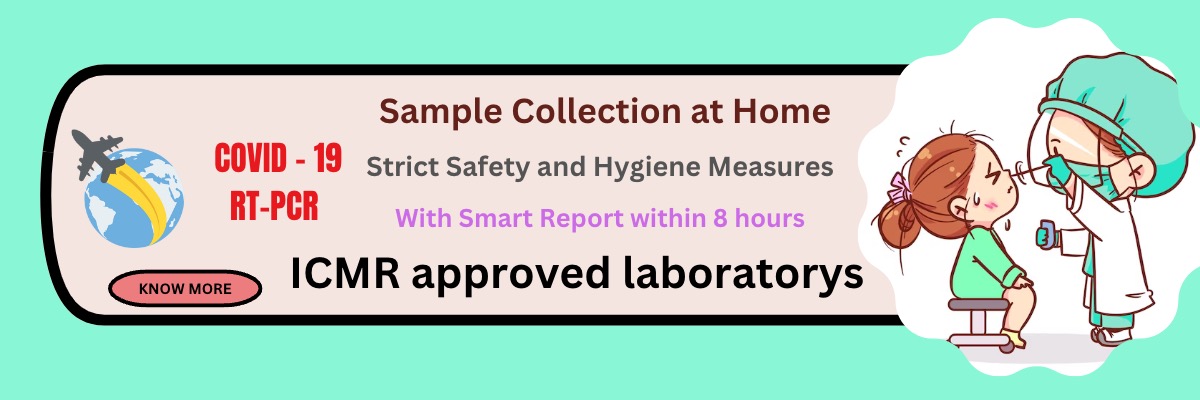 Sample Collection at Home
COVID - 19
RT-PCR
Strict Safety and Hygiene Measures
With Smart Report within 8 hours
ICMR approved laboratorys
KNOW MORE